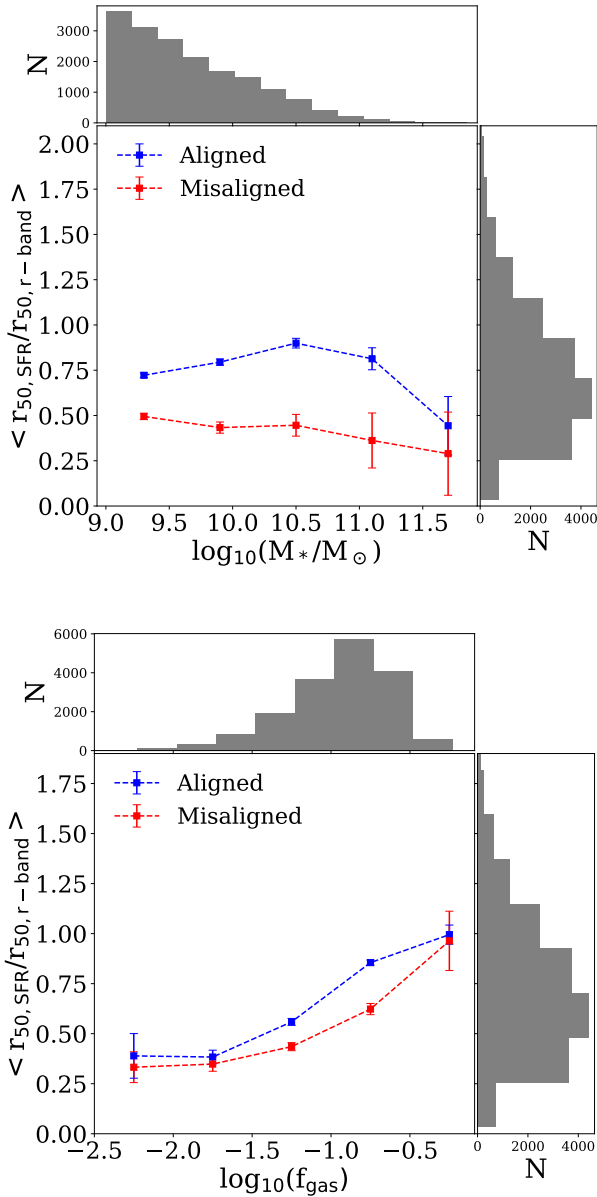 3000
2000
1000
0
N
2.00
1.75
1.50
1.25
1.00
0.75
0.50
0.25
0.00
< r50, SFR/r50, r−band >
Aligned
Misaligned
9.0 9.5 10.0 10.5 11.0 11.5
log10(M*/M⊙)
0 2000 4000
N
6000
4000
2000
0
N
1.75
1.50
1.25
1.00
0.75
0.50
0.25
0.00
< r50, SFR/r50, r−band >
Aligned
Misaligned
−2.5 −2.0 −1.5 −1.0 −0.5
log10(fgas)
0 2000 4000
N